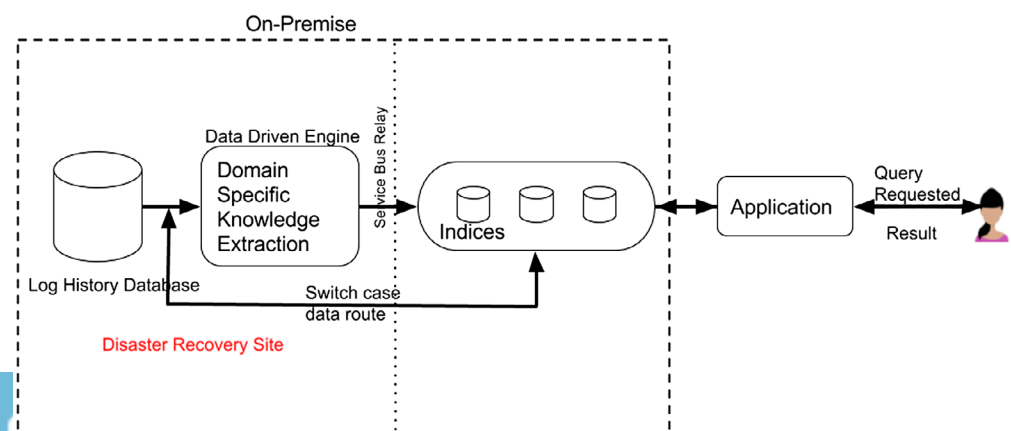 On-Premise
Data Driven Engine
Domain
Specific
Knowledge
Extraction
Service Bus Relay
Indices
Application
Query
Requested
Result
Log History Database
Switch case
data route
Disaster Recovery Site